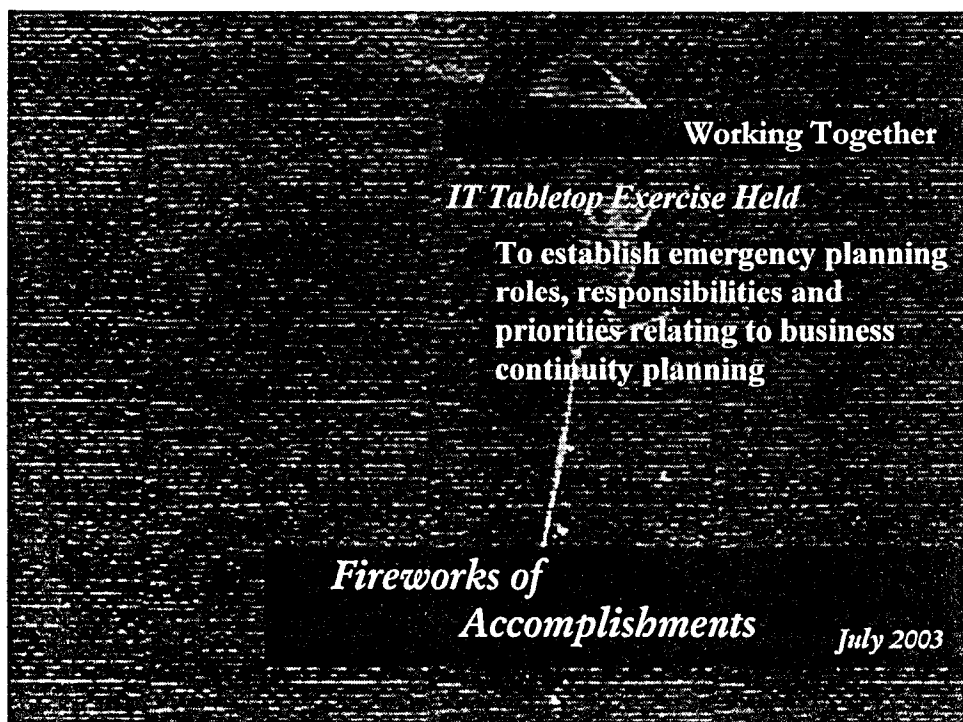 Working Together
IT Tabletop Exercise Held
To establish emergency planning
roles, responsibilities and
priorities relating to business
continuity planning
Fireworks of
Accomplishments
July 2003